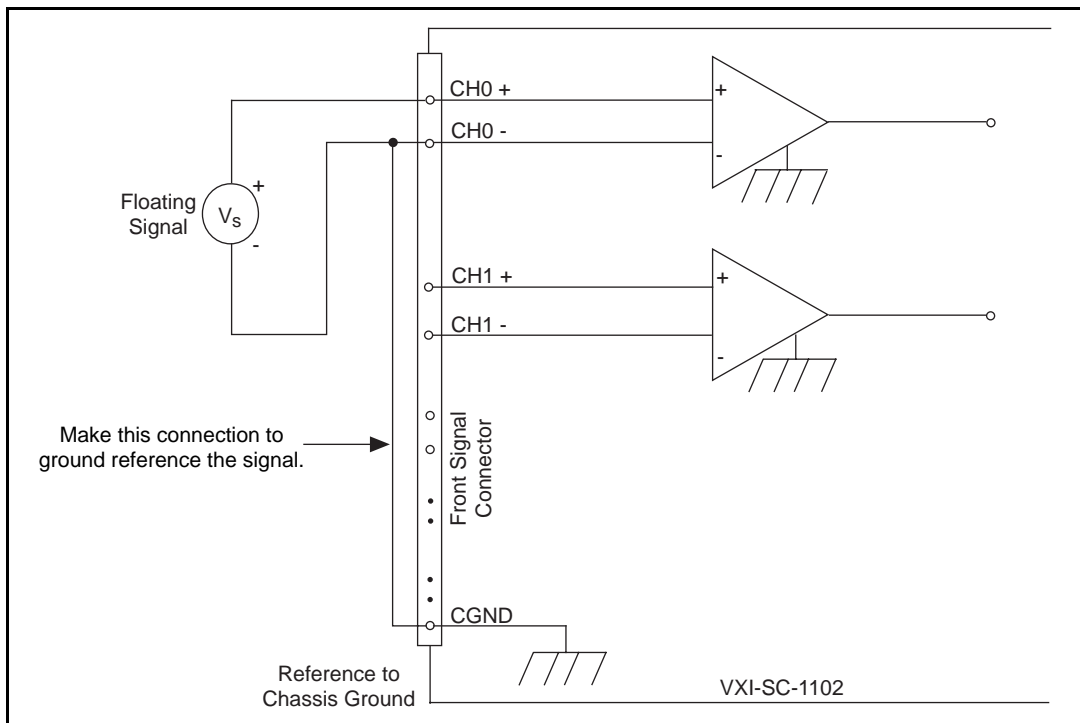 CH0 +
+
CH0 -
-
+
Floating
Signal
Vs
-
CH1 +
+
CH1 -
-
Make this connection to
ground reference the signal.
Front Signal
Connector
CGND
Reference to
Chassis Ground
VXI-SC-1102